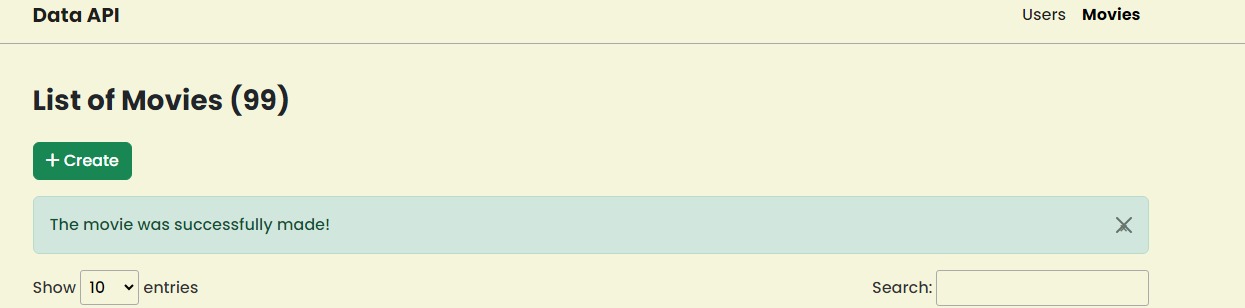 Data API
Users Movies
List of Movies (99)
+ Create
The movie was successfully made!
Show 10 entries
Search: